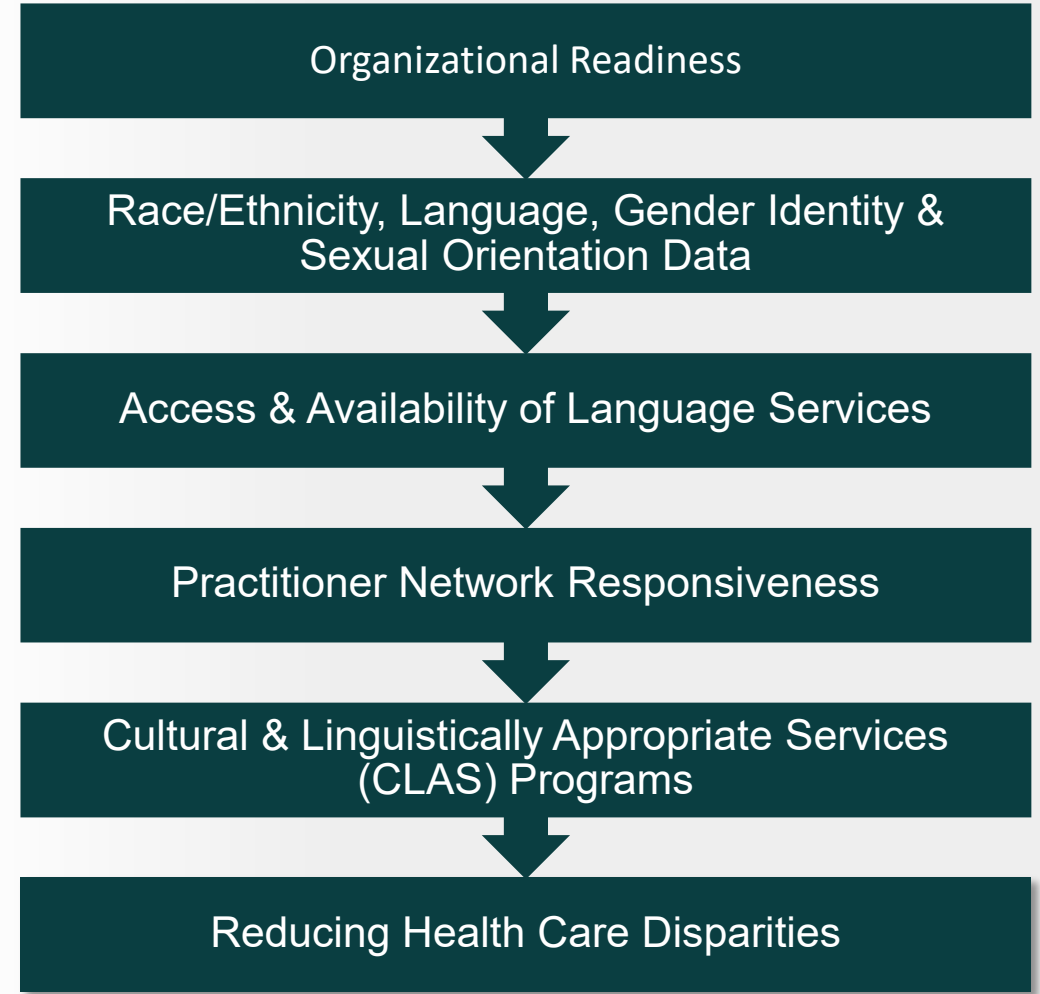 Organizational Readiness
Race/Ethnicity, Language, Gender Identity &
Sexual Orientation Data
Access & Availability of Language Services
Practitioner Network Responsiveness
Cultural & Linguistically Appropriate Services
(CLAS) Programs
Reducing Health Care Disparities